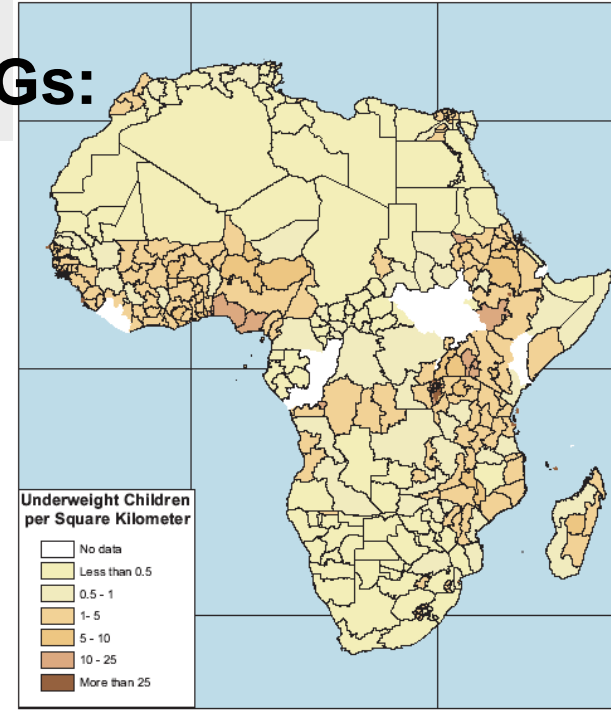 Gs:
Underweight Children
per Square Kilometer
No data
Less than 0.5
0.5 - 1
1- 5
5 - 10
10 - 25
More than 25